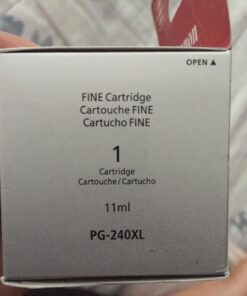 OPEN ▲
FINE Cartridge
Cartouche FINE
Cartucho FINE
1
Cartridge
Cartouche/Cartucho
11ml
PG-240XL